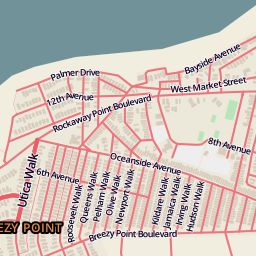 Bayside Avenue
Palmer Drive
West Market Street
12th Avenue
Rockaway Point Boulevard
8th Avenue
Oceanside Avenue
Utica Walk
6th Avenue
Roosevelt Walk
Queens Walk
Pelham Walk
Olive Walk
Newport Walk
Kildare Walk
Jamaica Walk
Irving Walk
Hudson Walk
EEZY POINT
Breezy Point Boulevard